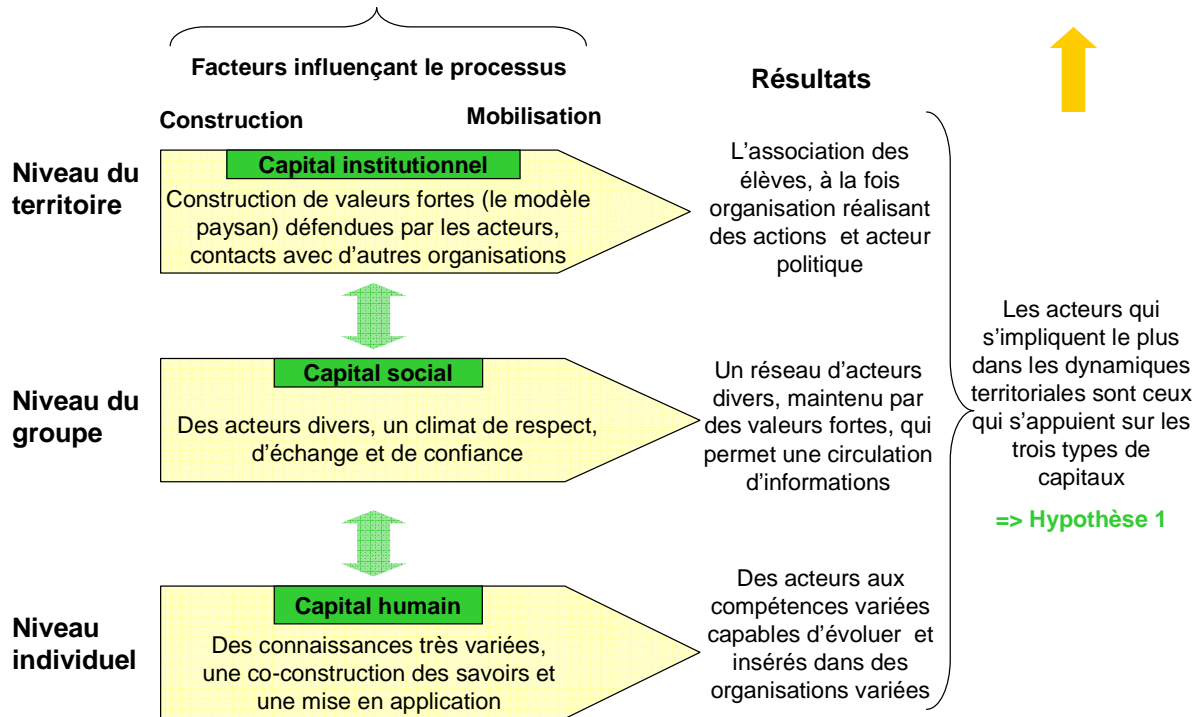 Facteurs influençant le processus
Résultats
Construction
Mobilisation
Niveau du
territoire
Capital institutionnel
Construction de valeurs fortes (le modèle
paysan) défendues par les acteurs,
contacts avec d'autres organisations
L'association des
élèves, à la fois
organisation réalisant
des actions et acteur
politique
Niveau du
groupe
Capital social
Des acteurs divers, un climat de respect,
d'échange et de confiance
Un réseau d'acteurs
divers, maintenu par
des valeurs fortes, qui
permet une circulation
d'informations
Niveau
individuel
Capital humain
Des connaissances très variées,
une co-construction des savoirs et
une mise en application
Des acteurs aux
compétences variées
capables d'évoluer et
insérés dans des
organisations variées
Les acteurs qui
s'impliquent le plus
dans les dynamiques
territoriales sont ceux
qui s'appuient sur les
trois types de
capitaux
=> Hypothèse 1